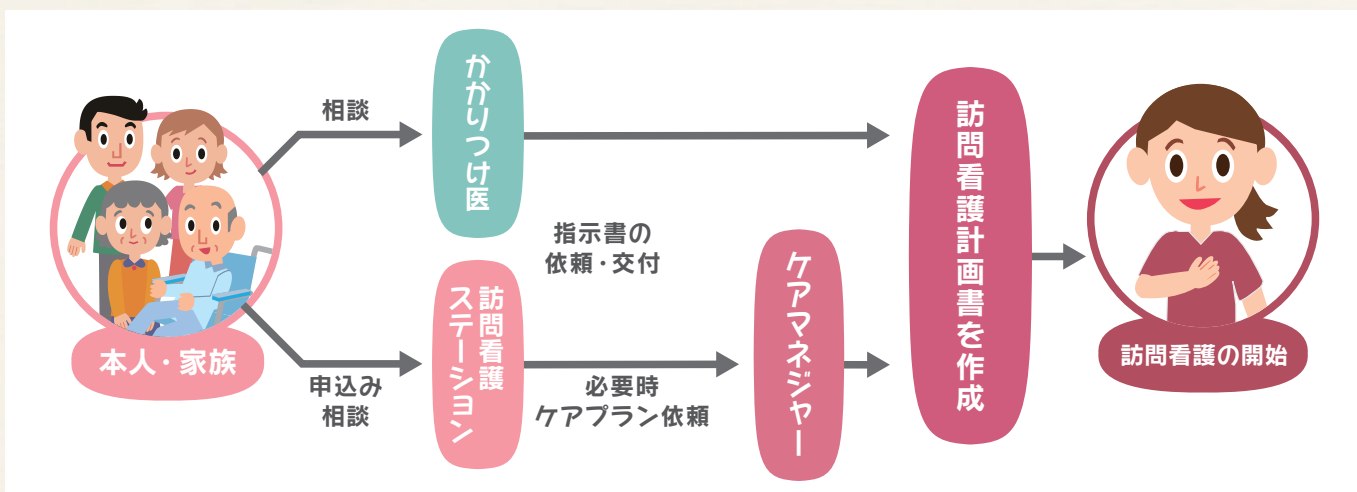 本人・家族
相談
かかりつけ医
申込み
相談
訪問看護
ステーション
指示書の
依頼・交付
必要時
ケアプラン依頼
ケアマネジャー
訪問看護計画書を作成
訪問看護の開始